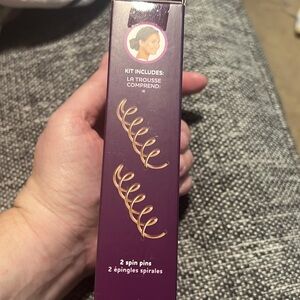 KIT INCLUDES:
LA TROUSSE
COMPREND:
2 spin pins
2 épingles spirales